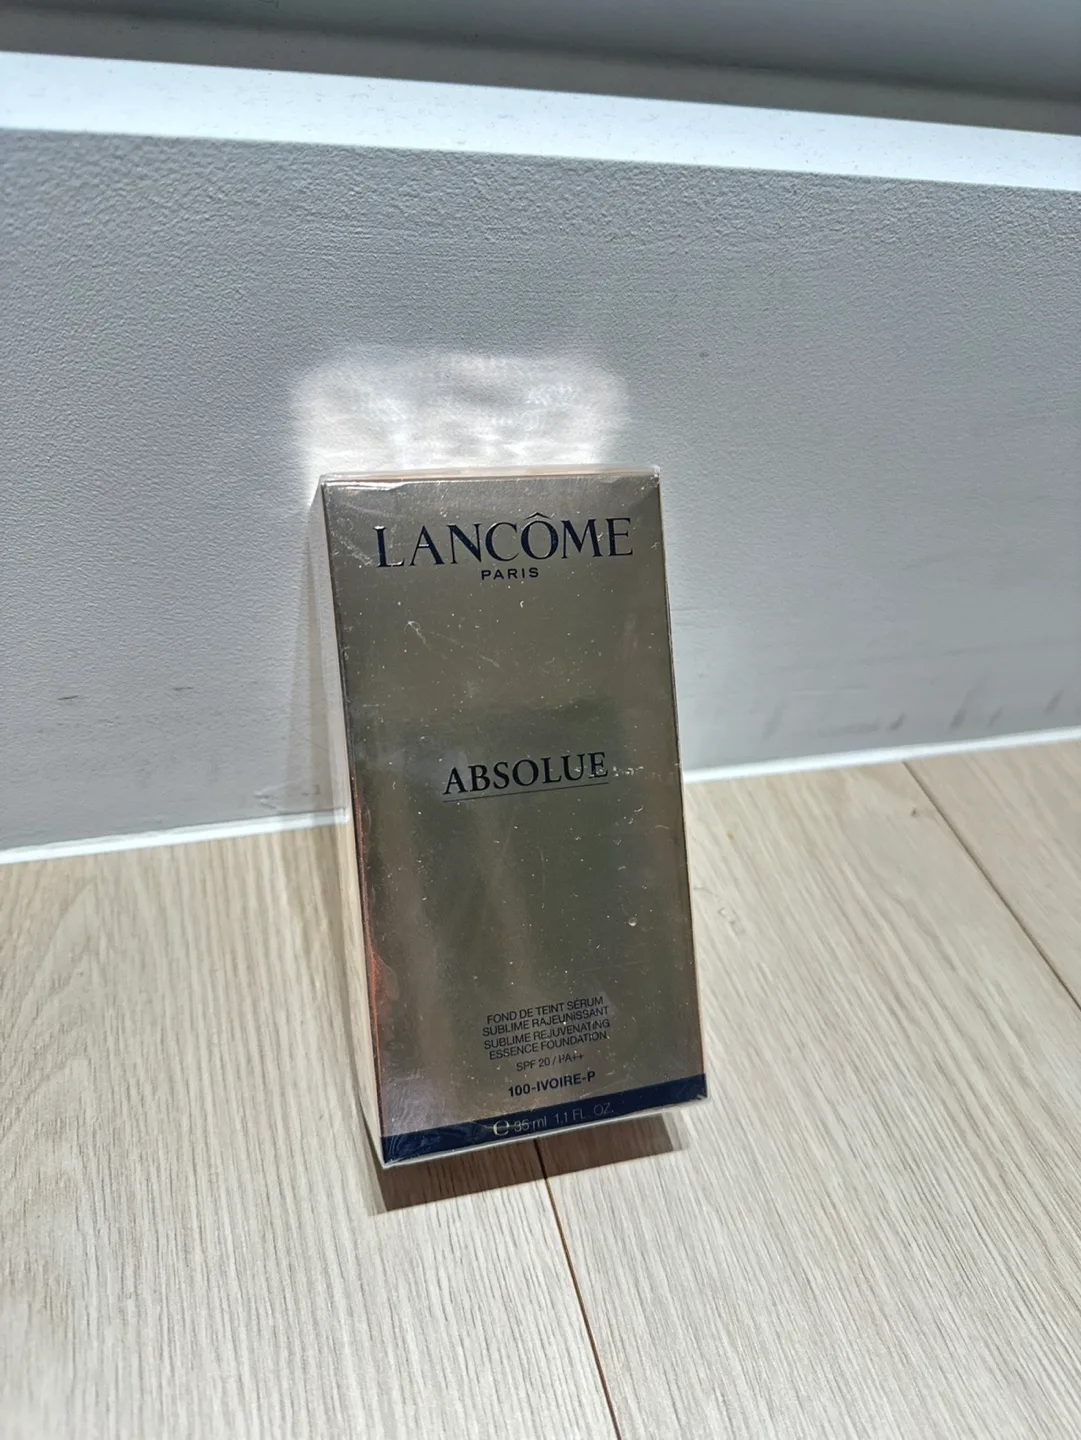 LANCÔME
PARIS
ABSOLUE
FOND DE TEINT SÉRUM
SUBLIME RAJEUNISSANT
SUBLIME REJUVENATING
ESSENCE FOUNDATION
SPF 20 / PA++
100-IVOIRE-P
℮ 35 ml 1.1 FL. OZ.